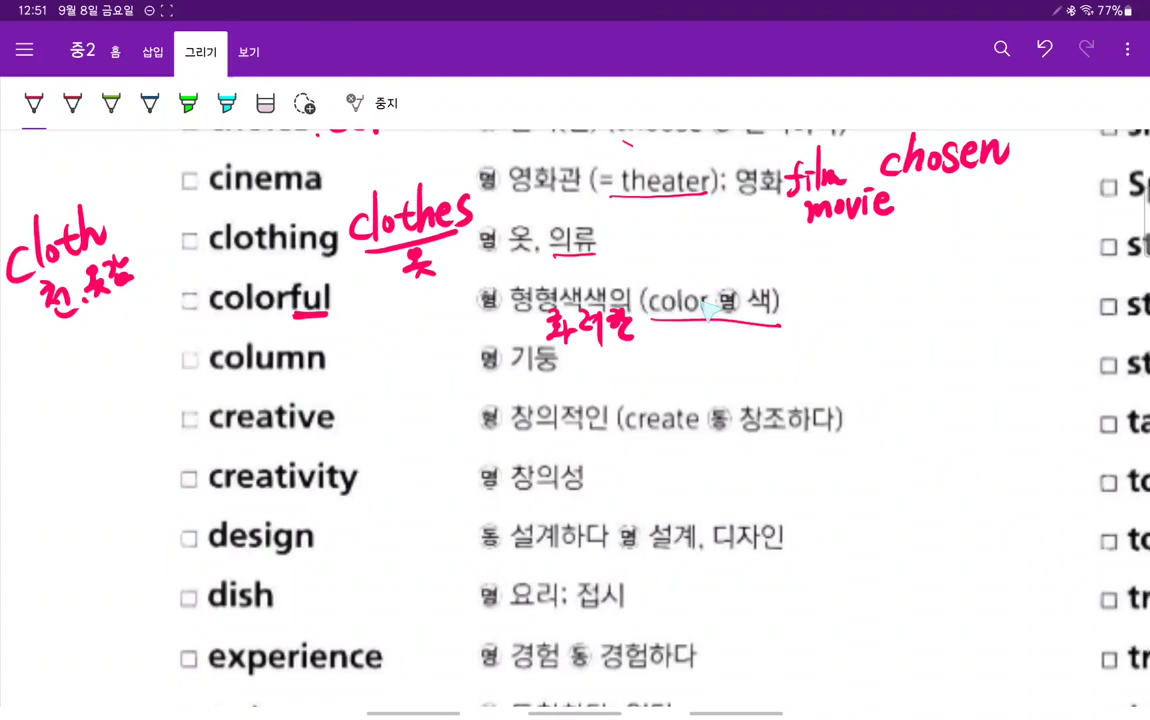 12:51 9월 8일 금요일 77%
중2 홈 삽입 그리기 보기
중지
cinema 명 영화관 (= theater); 영화 film movie chosen
cloth 천.옷감
clothing clothes 옷 명 옷, 의류
colorful 형 형형색색의 (color 명 색)
화려한
column 명 기둥
creative 형 창의적인 (create 동 창조하다)
creativity 명 창의성
design 동 설계하다 명 설계, 디자인
dish 명 요리; 접시
experience 명 경험 동 경험하다